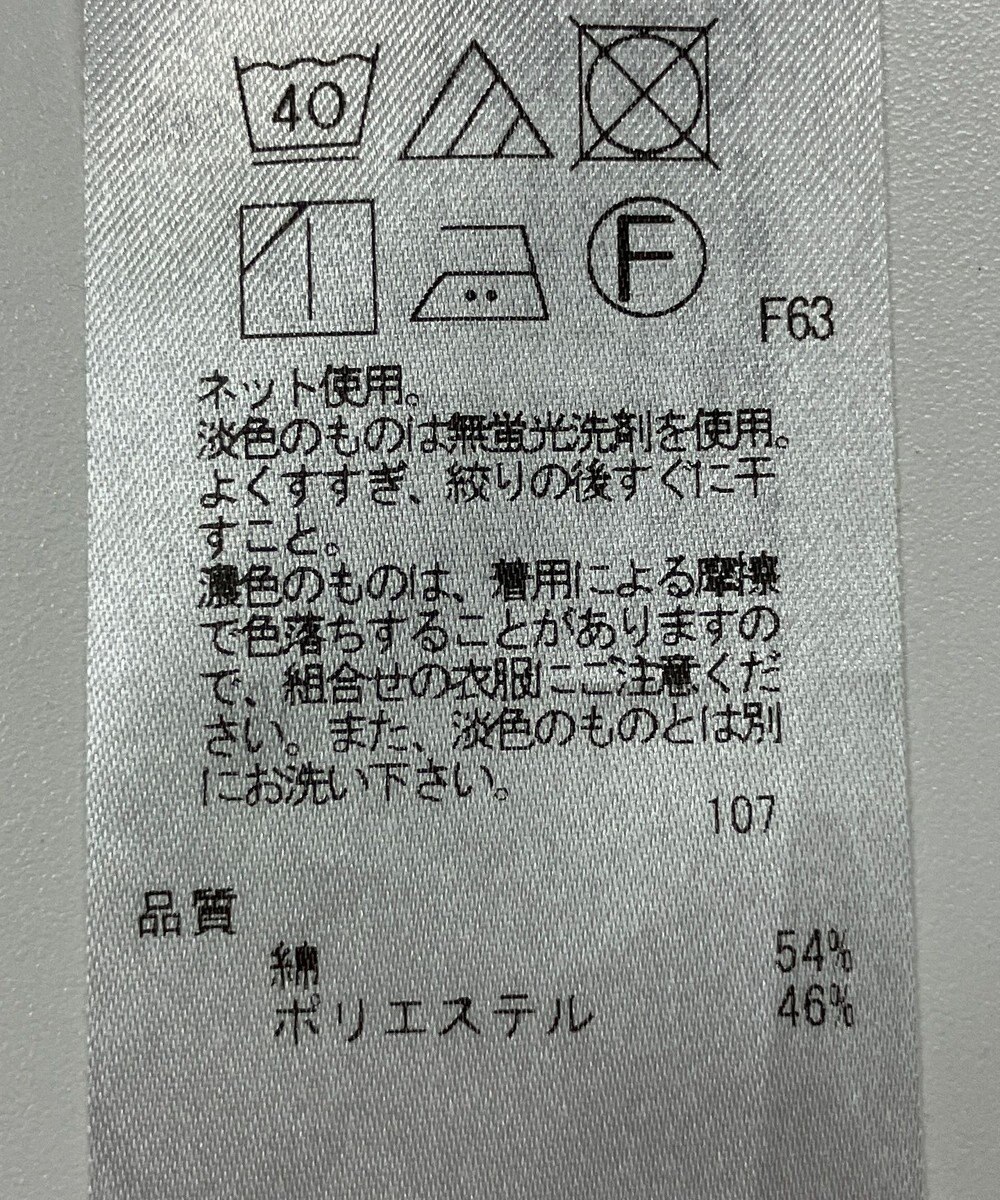 40
F
F63
ネット使用。
淡色のものは無蛍光洗剤を使用。
よくすすぎ、絞りの後すぐに干
すこと。
濃色のものは、着用による摩擦
で色落ちすることがありますの
で、組合せの衣服にご注意くだ
さい。また、淡色のものとは別
にお洗い下さい。
107
品質
綿 54%
ポリエステル 46%